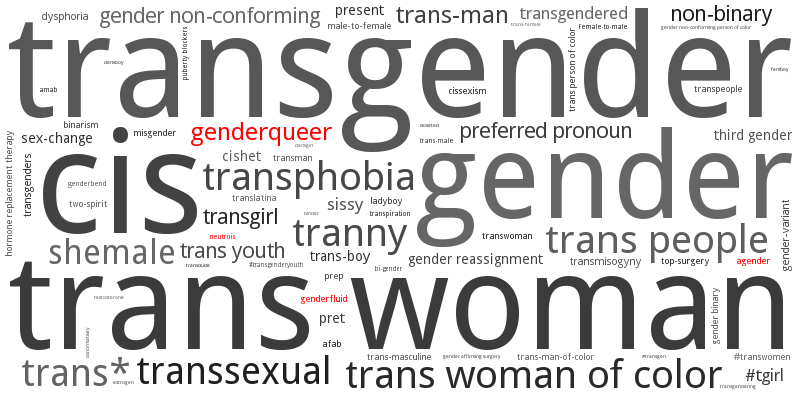 dysphoria
gender non-conforming
present
male-to-female
trans-man
trans-female
transgendered
Female-to-male
non-binary
gender non-conforming person of color
transgender
puberty blockers
amab
cissexism
trans person of color
transpeople
femboy
binarism
sex-change
misgender
genderqueer
trans-male
preferred pronoun
third gender
hormone replacement therapy
transgenders
cis
cishet
transman
transphobia
gender
genderbend
two-spirit
translatina
sissy
ladyboy
transpiration
transgirl
neutrois
tranny
transwoman
trans people
gender-variant
shemale
trans youth
trans-boy
gender reassignment
transmisogyny
top-surgery
agender
#transgenderyouth
prep
bi-gender
trans woman
testosterone
genderfluid
pret
afab
gender binary
trans*
estrogen
transsexual
trans-masculine
gender affirming surgery
trans-man-of-color
#transgen
#transwomen
trans woman of color
#tgirl
transgendering